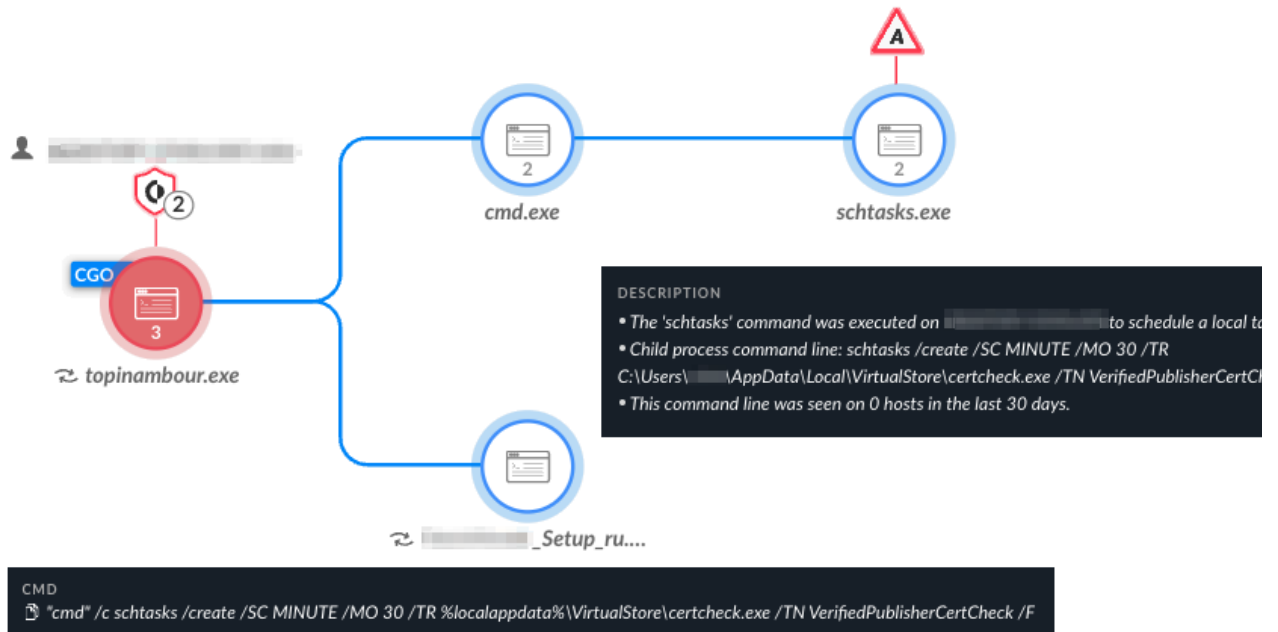 A
2
CGO
3
topinambour.exe
2
cmd.exe
2
schtasks.exe
DESCRIPTION
• The 'schtasks' command was executed on to schedule a local ta
• Child process command line: schtasks /create /SC MINUTE /MO 30 /TR
C:\Users\ \AppData\Local\VirtualStore\certcheck.exe /TN VerifiedPublisherCertCh
• This command line was seen on 0 hosts in the last 30 days.
_Setup_ru....
CMD
"cmd" /c schtasks /create /SC MINUTE /MO 30 /TR %localappdata%\VirtualStore\certcheck.exe /TN VerifiedPublisherCertCheck /F